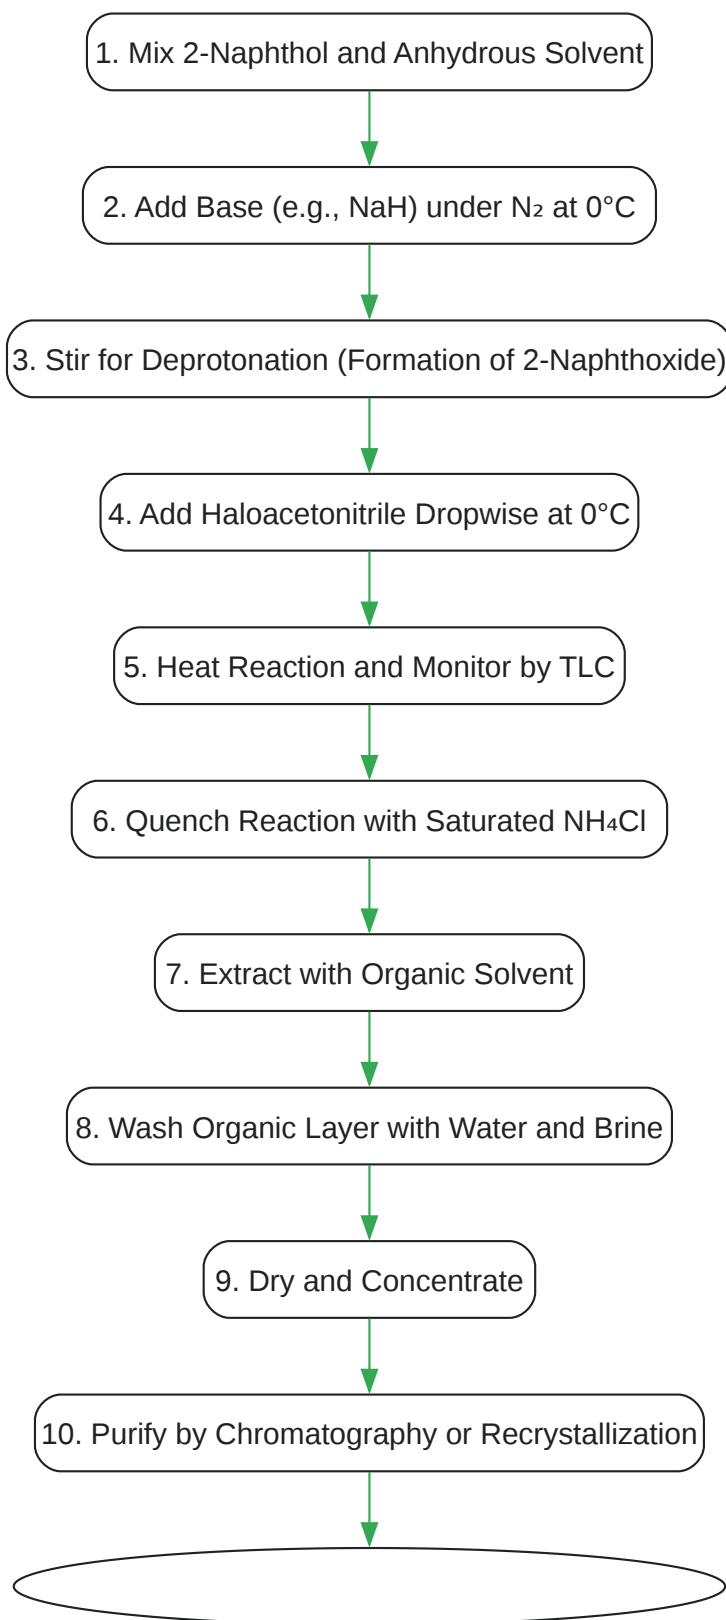 1. Mix 2-Naphthol and Anhydrous Solvent
2. Add Base (e.g., NaH) under N₂ at 0°C
3. Stir for Deprotonation (Formation of 2-Naphthoxide)
4. Add Haloacetonitrile Dropwise at 0°C
5. Heat Reaction and Monitor by TLC
6. Quench Reaction with Saturated NH₄Cl
7. Extract with Organic Solvent
8. Wash Organic Layer with Water and Brine
9. Dry and Concentrate
10. Purify by Chromatography or Recrystallization